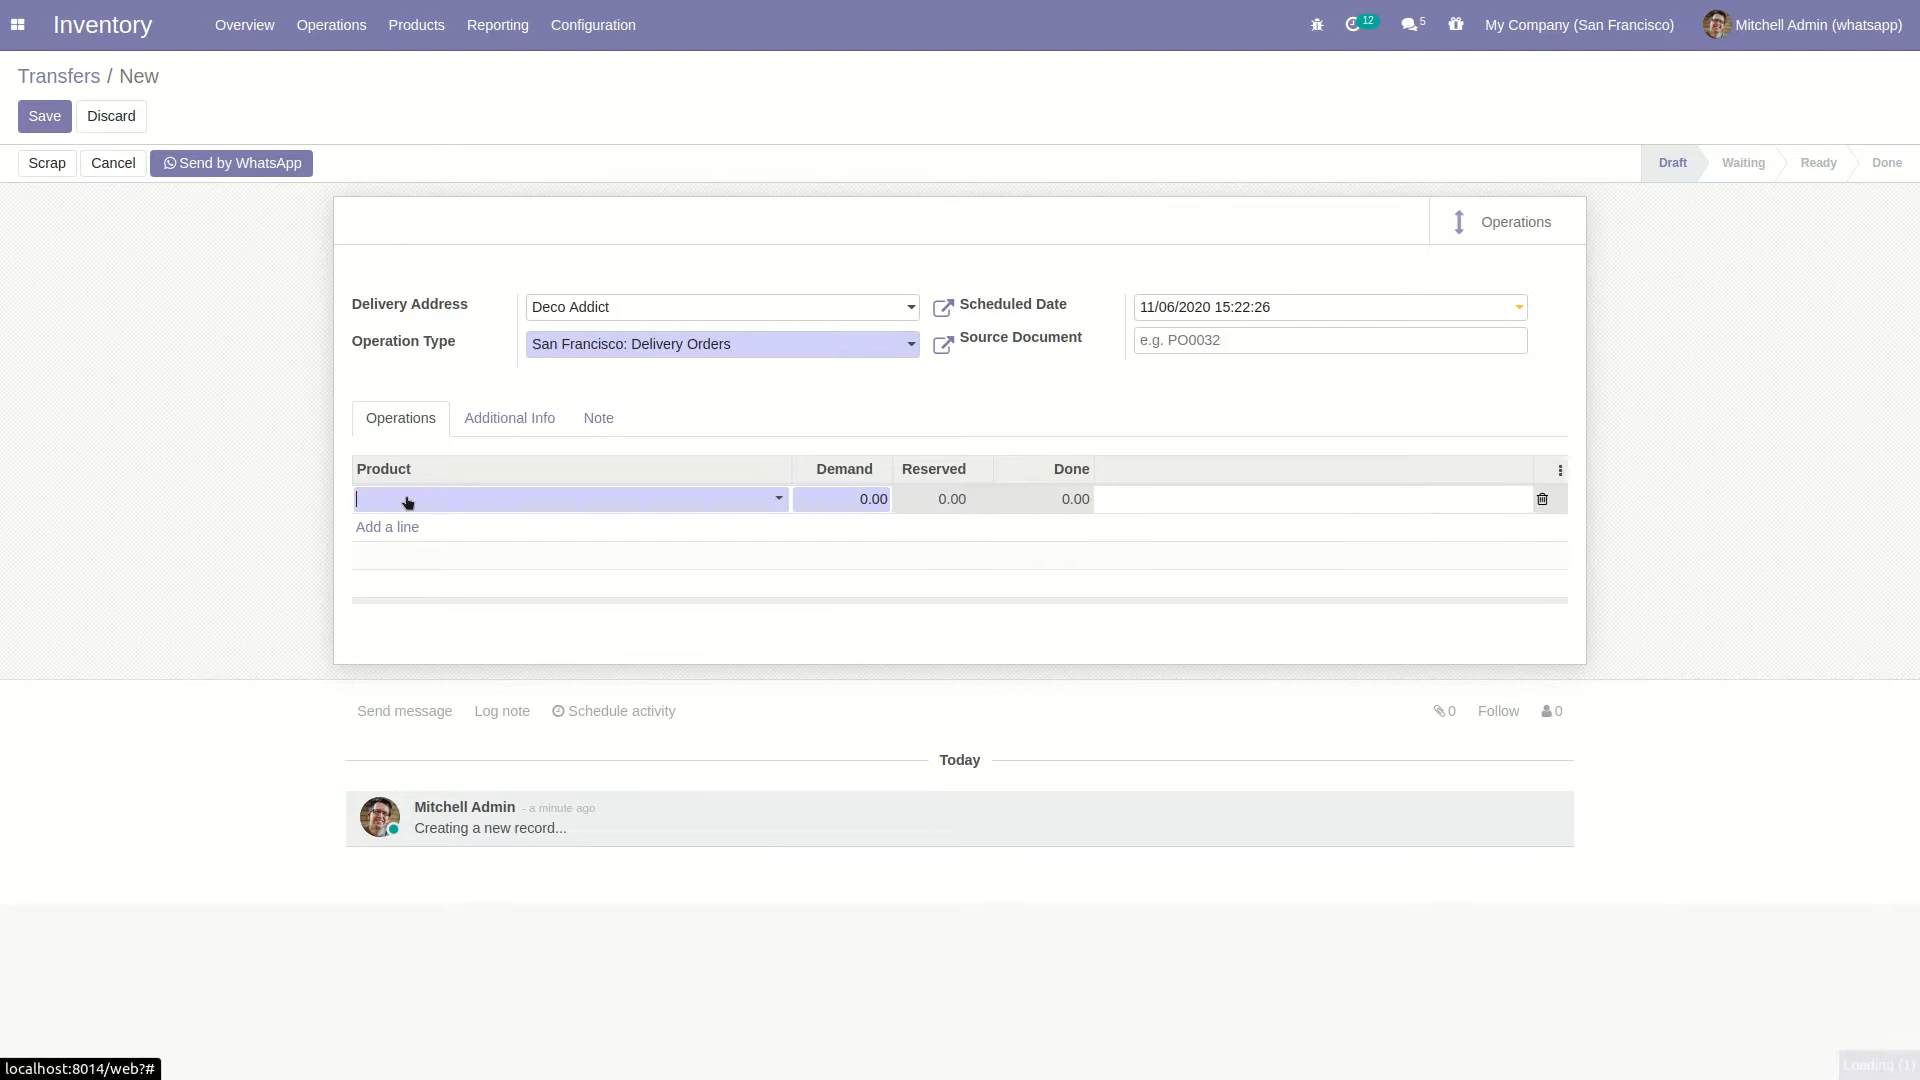 Inventory Overview Operations Products Reporting Configuration 12 5 My Company (San Francisco) Mitchell Admin (whatsapp)
Transfers / New
Save Discard
Scrap Cancel Send by WhatsApp Draft Waiting Ready Done
Operations
Delivery Address Deco Addict Scheduled Date 11/06/2020 15:22:26
Operation Type San Francisco: Delivery Orders Source Document e.g. PO0032
Operations Additional Info Note
Product Demand Reserved Done
0.00 0.00 0.00
Add a line
Send message Log note Schedule activity 0 Follow 0
Today
Mitchell Admin - a minute ago
Creating a new record...
localhost:8014/web?# Loading (1)